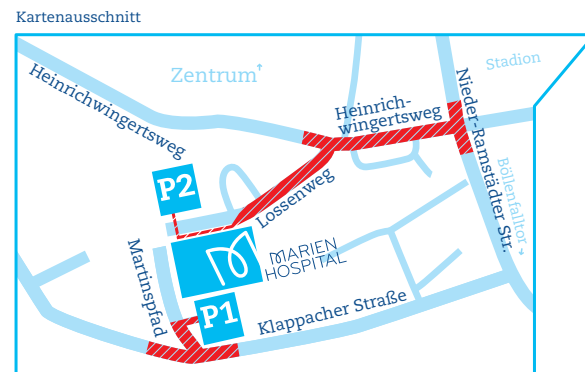 Kartenausschnitt
Zentrum
Stadion
Heinrichwingertsweg
Heinrich-
wingertsweg
Nieder-Ramstädter Str.
Böllenfalltor
P2
Lossenweg
MARIEN
HOSPITAL
Martinspfad
P1
Klappacher Straße